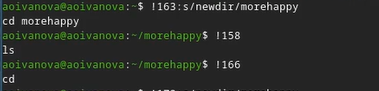 aoivanova@aoivanova:~$ !163:s/newdir/morehappy
cd morehappy
aoivanova@aoivanova:~/morehappy$ !158
ls
aoivanova@aoivanova:~/morehappy$ !166
cd